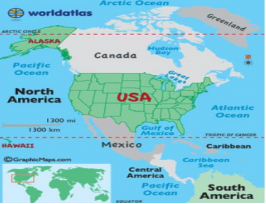 worldatlas
Arctic Ocean
Greenland
ARCTIC CIRCLE
ALASKA
Canada
Hudson
Bay
Pacific
Ocean
Great
Lakes
North
America
USA
Atlantic
Ocean
1300 mi
1300 km
Gulf of
Mexico
TROPIC OF CANCER
HAWAII
Mexico
Caribbean
©GraphicMaps.com
Caribbean
Sea
Central
America
Pacific
Ocean
South
America
EQUATOR